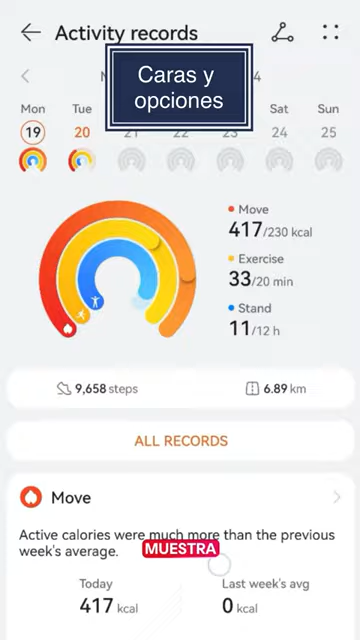 Activity records
Caras y
opciones
4
Mon Tue Sat Sun
19 20 21 22 23 24 25
Move
417/230 kcal
Exercise
33/20 min
Stand
11/12 h
9,658 steps 6.89 km
ALL RECORDS
Move
Active calories were much more than the previous
week's average.
MUESTRA
Today Last week's avg
417 kcal 0 kcal